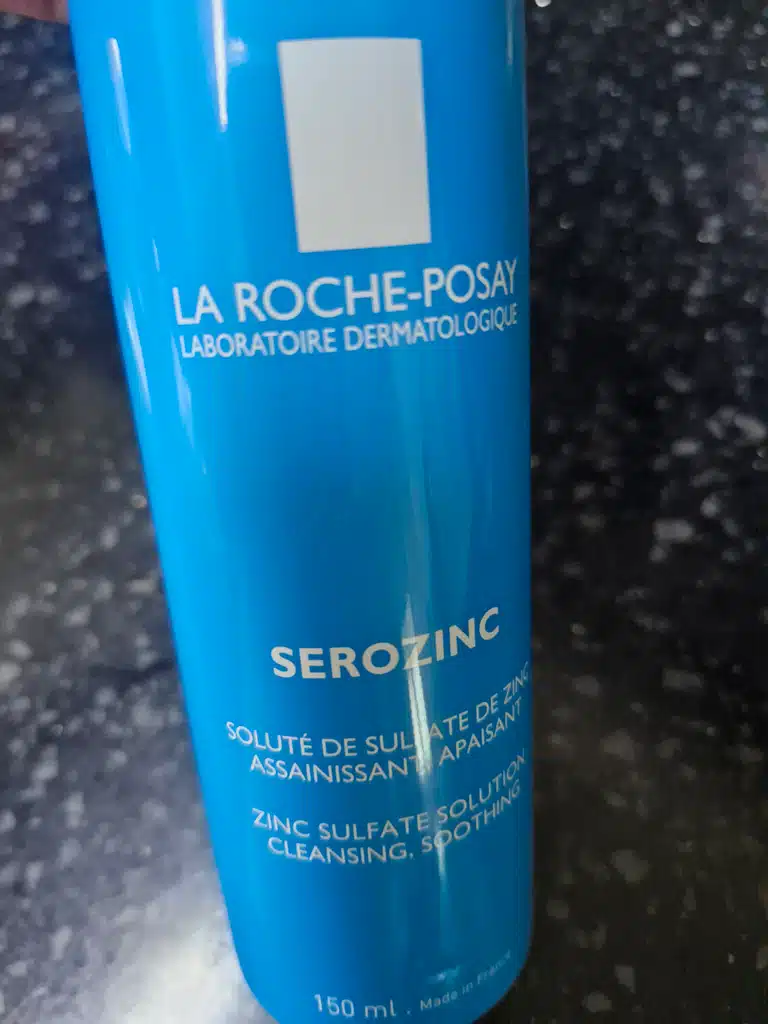 LA ROCHE-POSAY
LABORATOIRE DERMATOLOGIQUE
SEROZINC
SOLUTÉ DE SULFATE DE ZINC
ASSAINISSANT, APAISANT
ZINC SULFATE SOLUTION
CLEANSING, SOOTHING
150 ml . Made in France